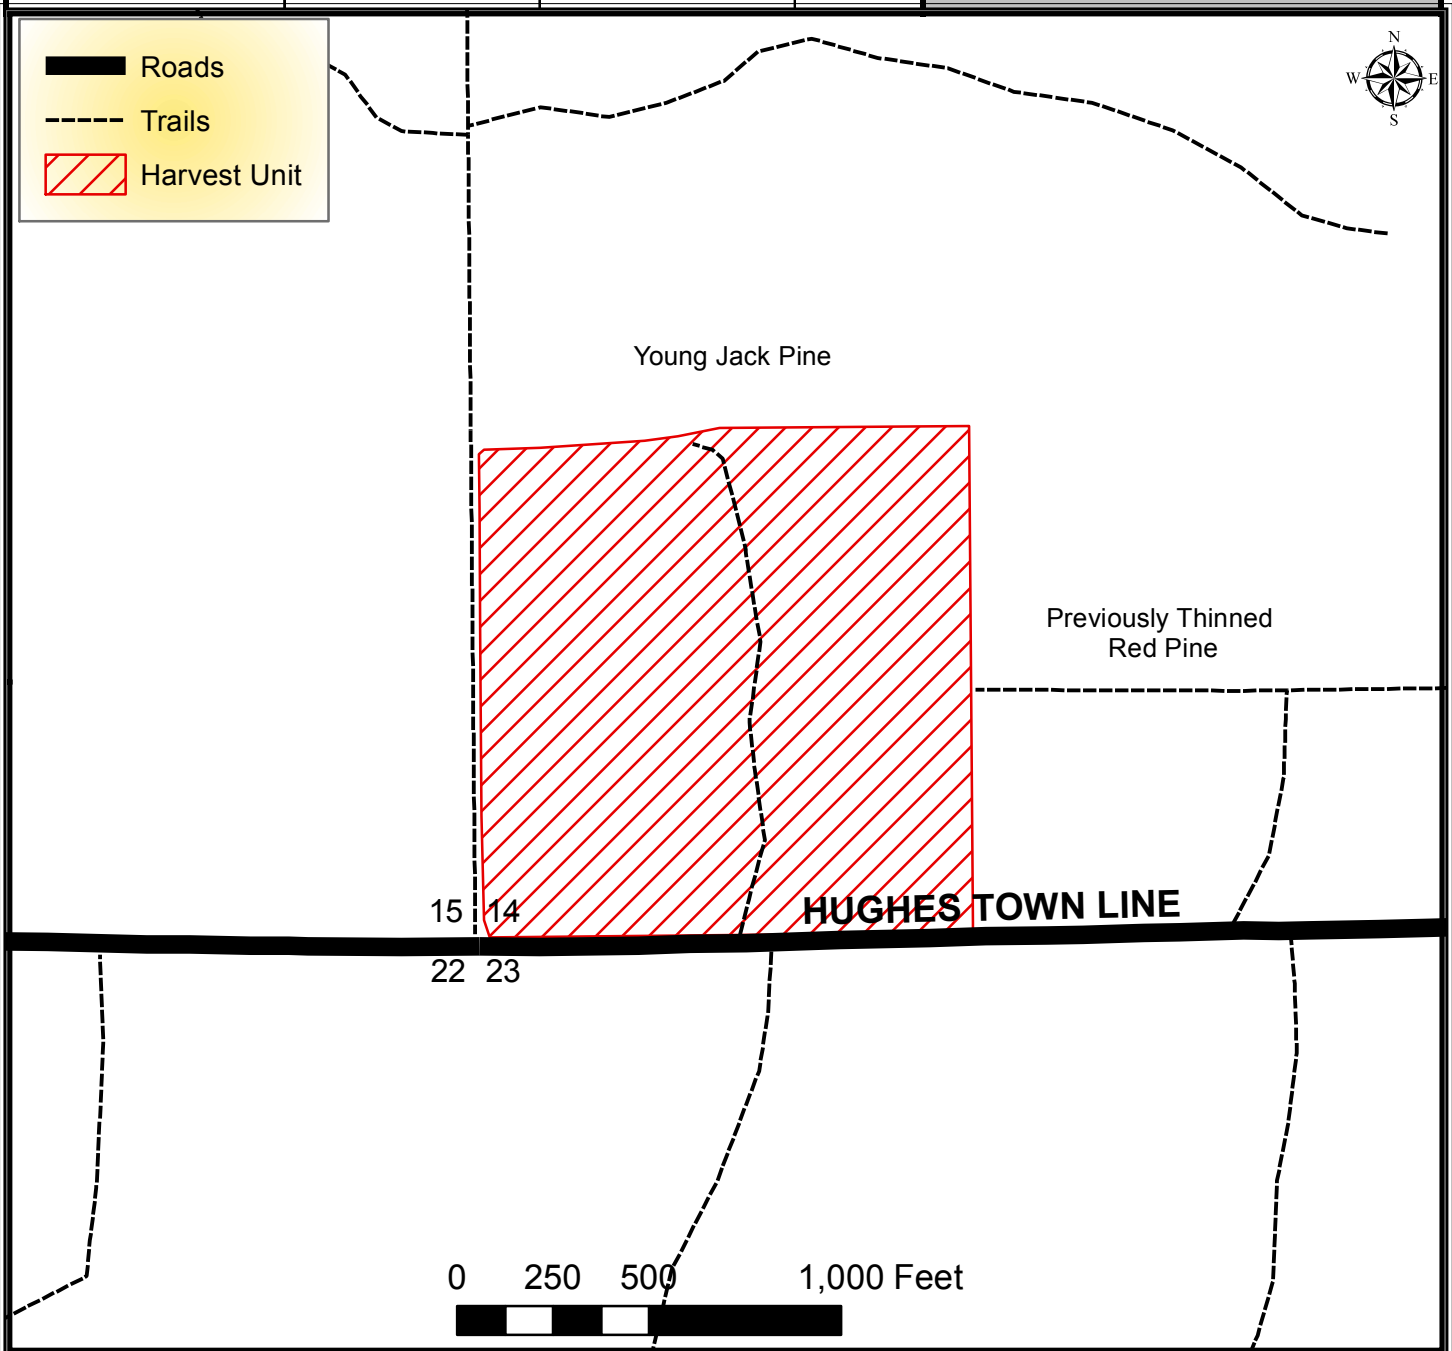 Roads
Trails
Harvest Unit
N
W E
S
Young Jack Pine
Previously Thinned
Red Pine
15 14
HUGHES TOWN LINE
22 23
0 250 500 1,000 Feet